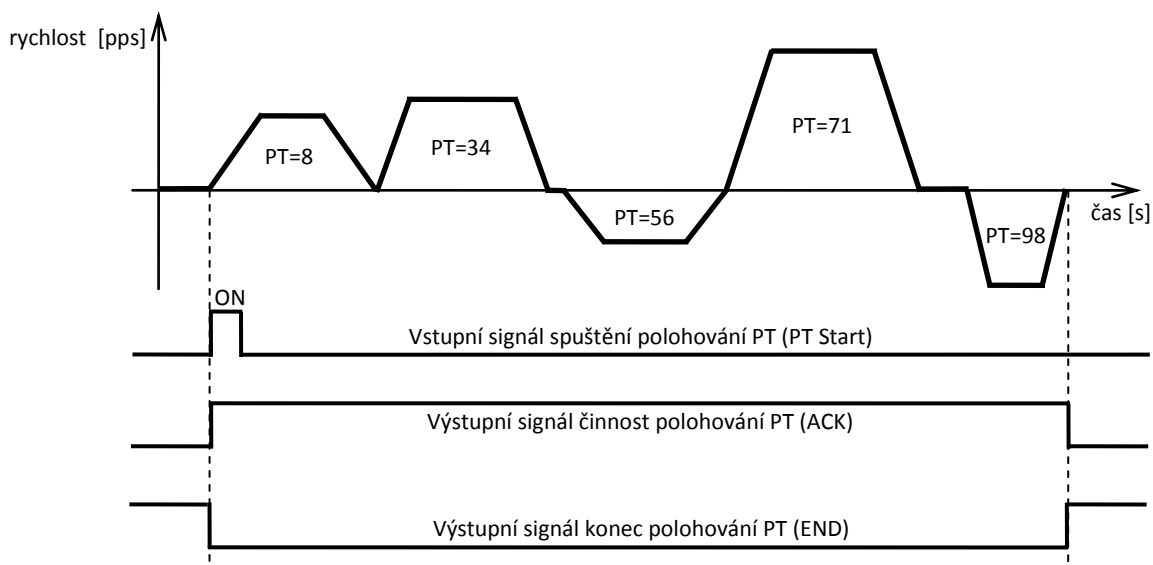 rychlost [pps]
PT=8
PT=34
PT=56
PT=71
PT=98
čas [s]
ON
Vstupní signál spuštění polohování PT (PT Start)
Výstupní signál činnost polohování PT (ACK)
Výstupní signál konec polohování PT (END)